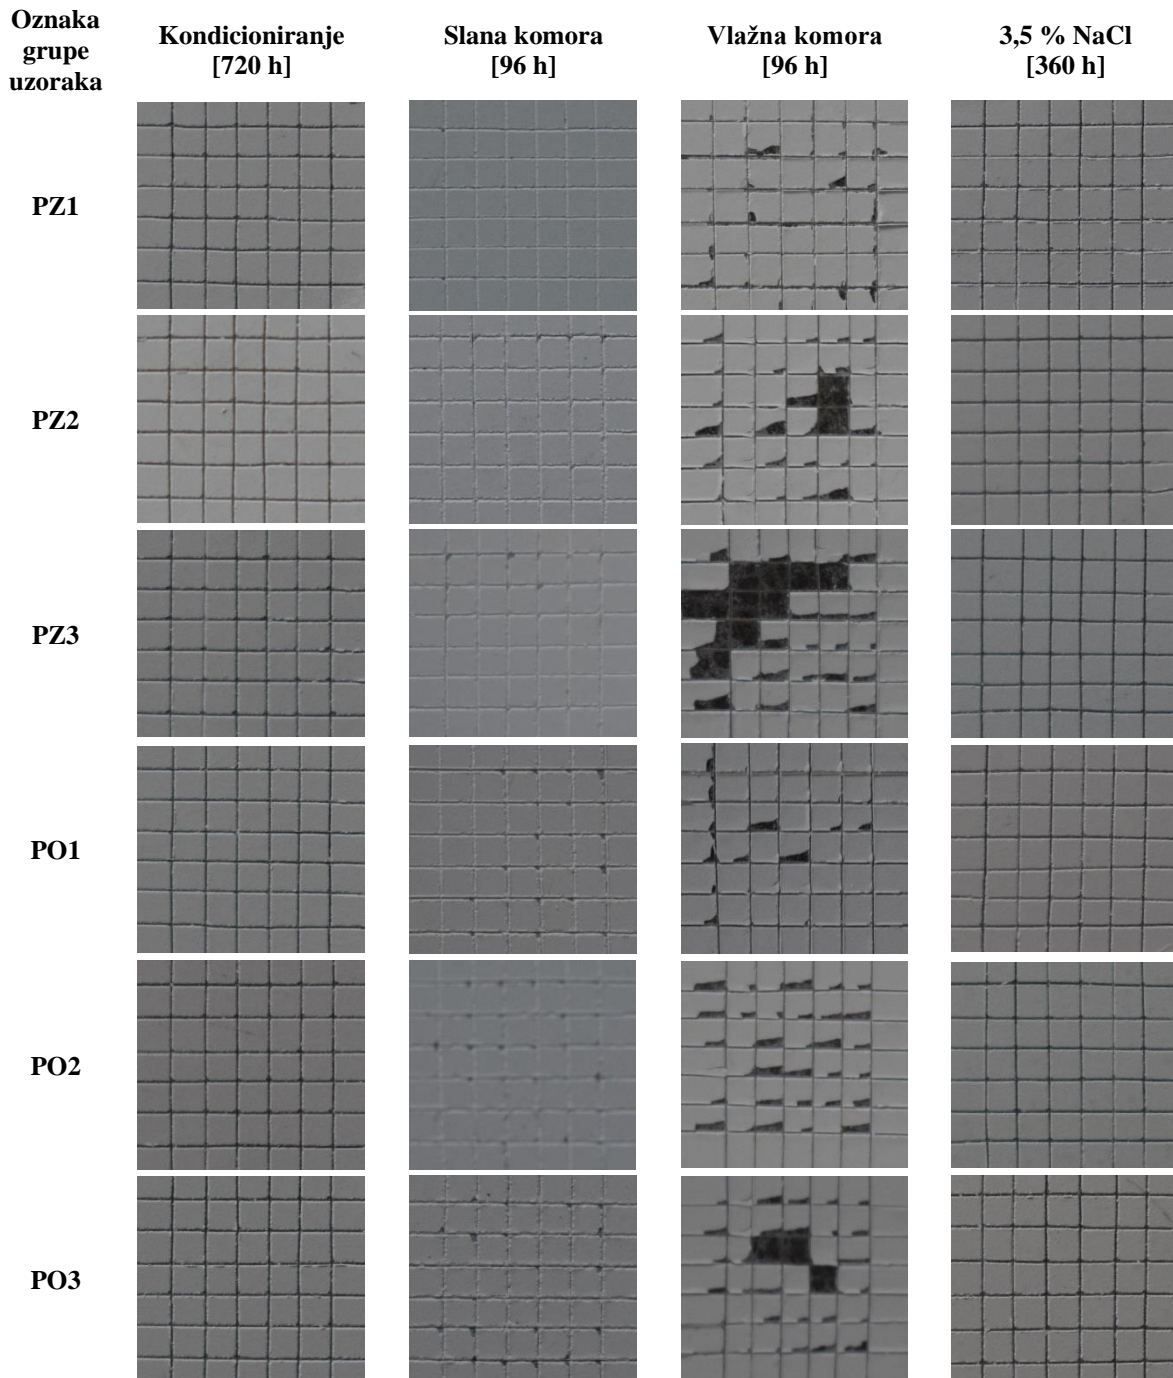 Oznaka
grupe
uzoraka
Kondicioniranje
[720 h]
Slana komora
[96 h]
Vlažna komora
[96 h]
3,5 % NaCl
[360 h]
PZ1
PZ2
PZ3
PO1
PO2
PO3